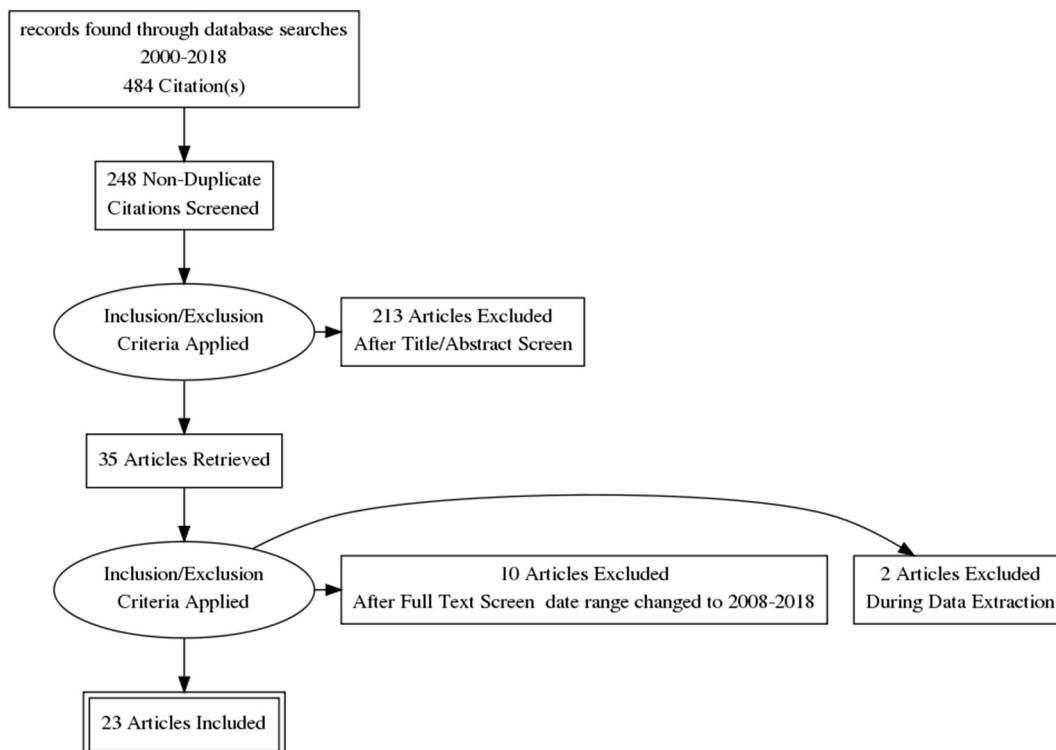 records found through database searches
2000-2018
484 Citation(s)
248 Non-Duplicate
Citations Screened
Inclusion/Exclusion
Criteria Applied
213 Articles Excluded
After Title/Abstract Screen
35 Articles Retrieved
Inclusion/Exclusion
Criteria Applied
10 Articles Excluded
After Full Text Screen  date range changed to 2008-2018
2 Articles Excluded
During Data Extraction
23 Articles Included